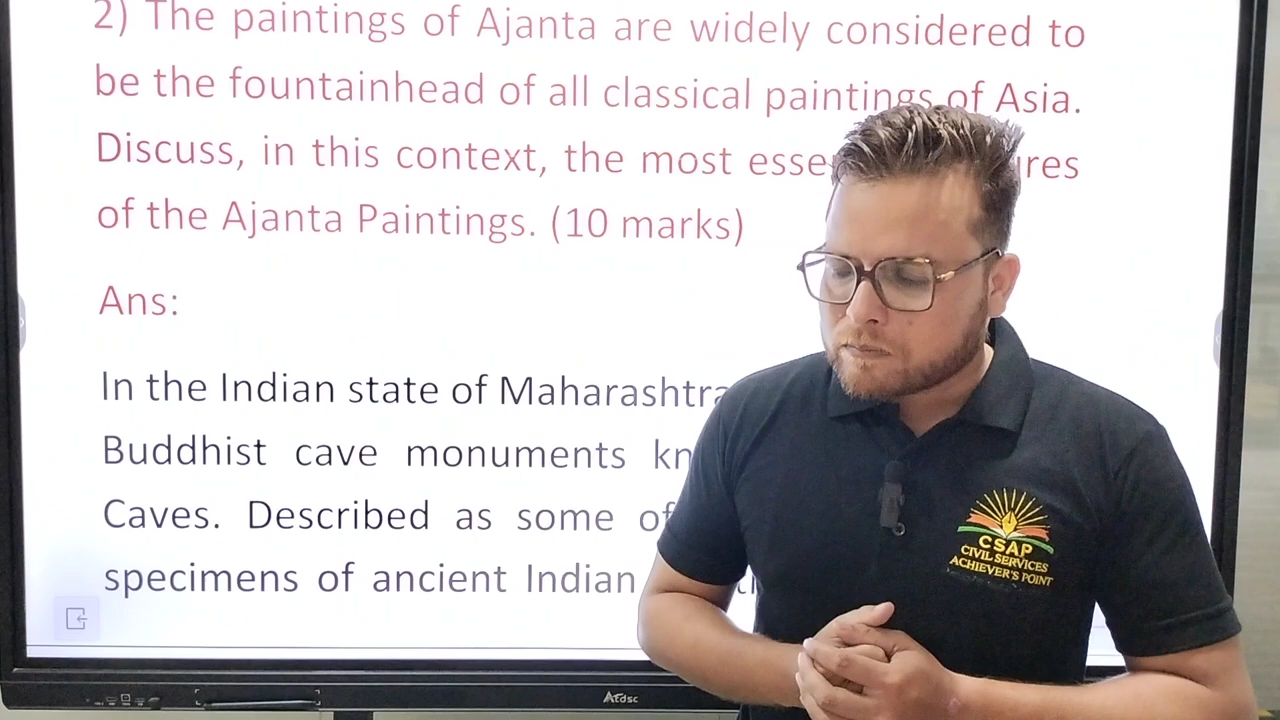 2) The paintings of Ajanta are widely considered to
be the fountainhead of all classical paintings of Asia.
Discuss, in this context, the most
of the Ajanta Paintings. (10 marks)
Ans:
In the Indian state of Maharashtra
Buddhist cave monuments
Caves. Described as some of
specimens of ancient Indian
CSAP
CIVIL SERVICES
ACHIEVER'S POINT